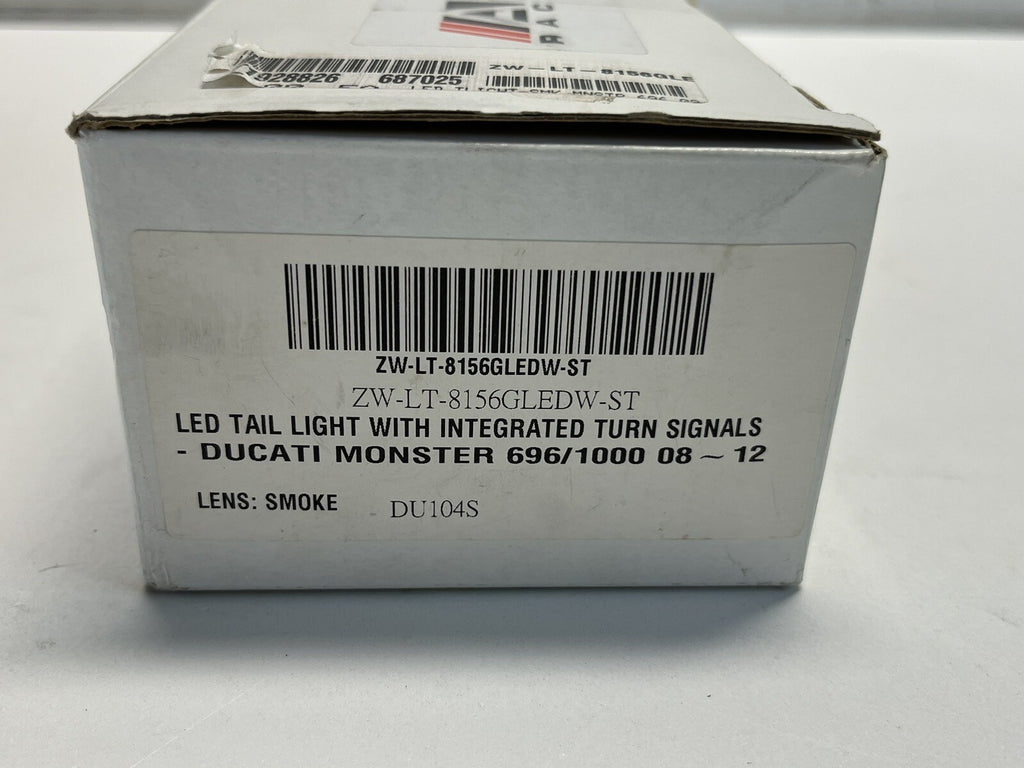 RAC
928826 687025 ZW-LT-8156GLE
ZW-LT-8156GLEDW-ST
ZW-LT-8156GLEDW-ST
LED TAIL LIGHT WITH INTEGRATED TURN SIGNALS
- DUCATI MONSTER 696/1000 08 ~ 12
LENS: SMOKE DU104S